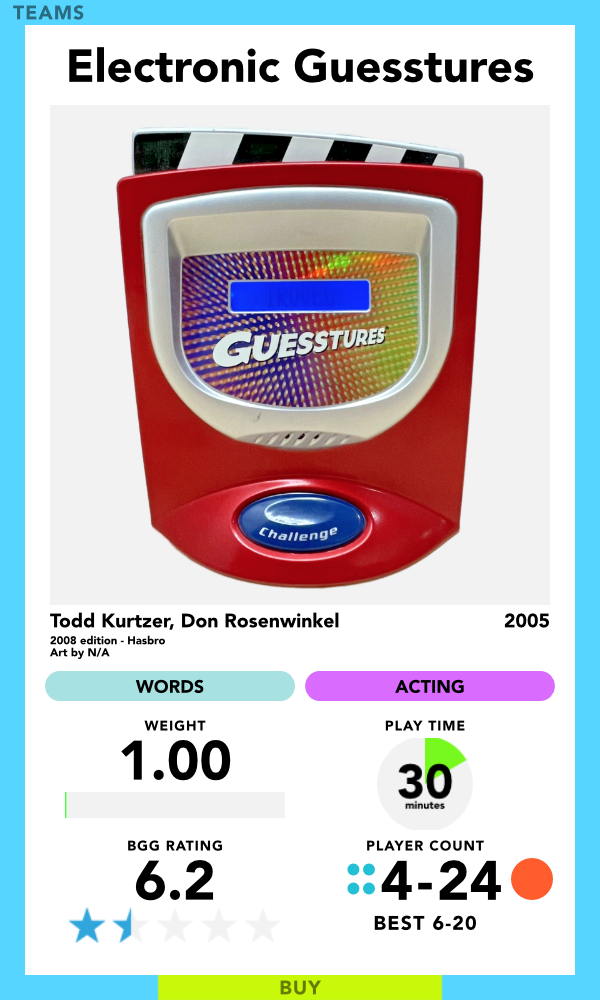 TEAMS
Electronic Guesstures
GUESSTURES
Challenge
Todd Kurtzer, Don Rosenwinkel 2005
2008 edition - Hasbro
Art by N/A
WORDS ACTING
WEIGHT PLAY TIME
1.00 30
minutes
BGG RATING PLAYER COUNT
6.2 4-24
BEST 6-20
BUY